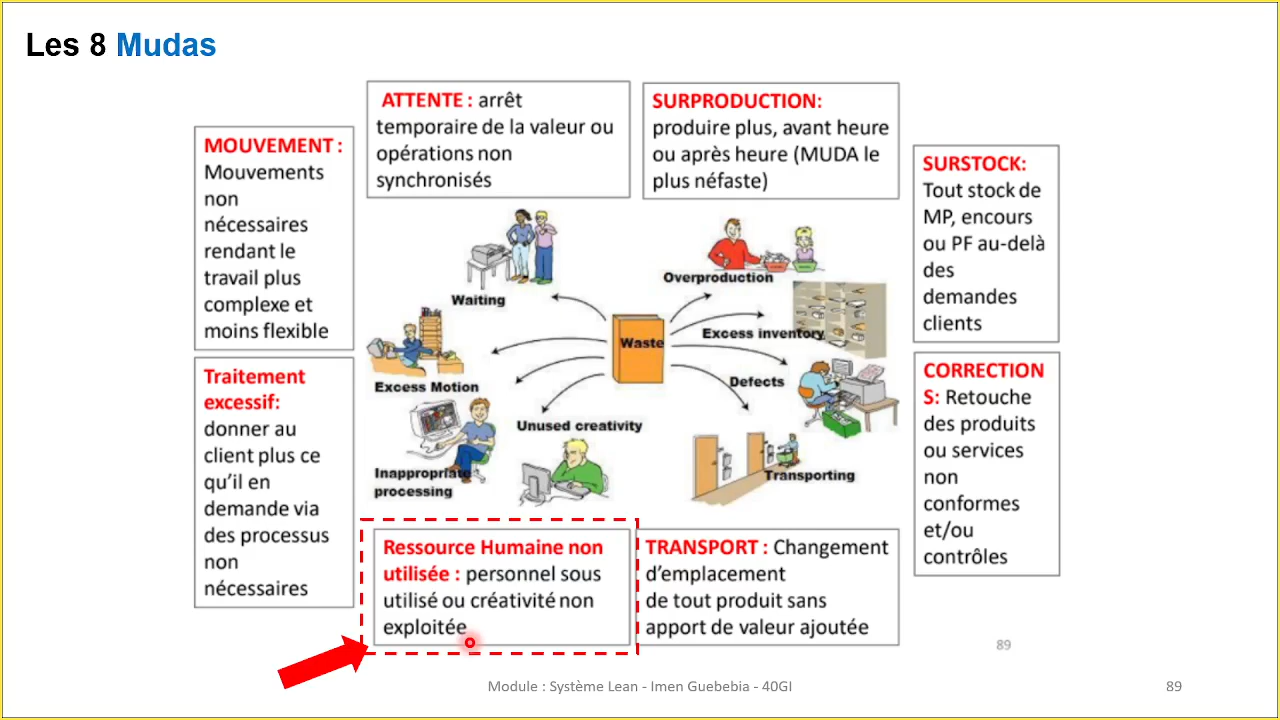 Les 8 Mudas
ATTENTE : arrêt
temporaire de la valeur ou
opérations non
synchronisés
SURPRODUCTION:
produire plus, avant heure
ou après heure (MUDA le
plus néfaste)
MOUVEMENT :
Mouvements
non
nécessaires
rendant le
travail plus
complexe et
moins flexible
SURSTOCK:
Tout stock de
MP, encours
ou PF au-delà
des
demandes
clients
Waiting
Overproduction
Waste
Excess inventory
Excess Motion
Defects
Unused creativity
Inappropriate
processing
Transporting
Traitement
excessif:
donner au
client plus ce
qu'il en
demande via
des processus
non
nécessaires
CORRECTION
S: Retouche
des produits
ou services
non
conformes
et/ou
contrôles
Ressource Humaine non
utilisée : personnel sous
utilisé ou créativité non
exploitée
TRANSPORT : Changement
d'emplacement
de tout produit sans
apport de valeur ajoutée
89
Module : Système Lean - Imen Guebebia - 40GI
89